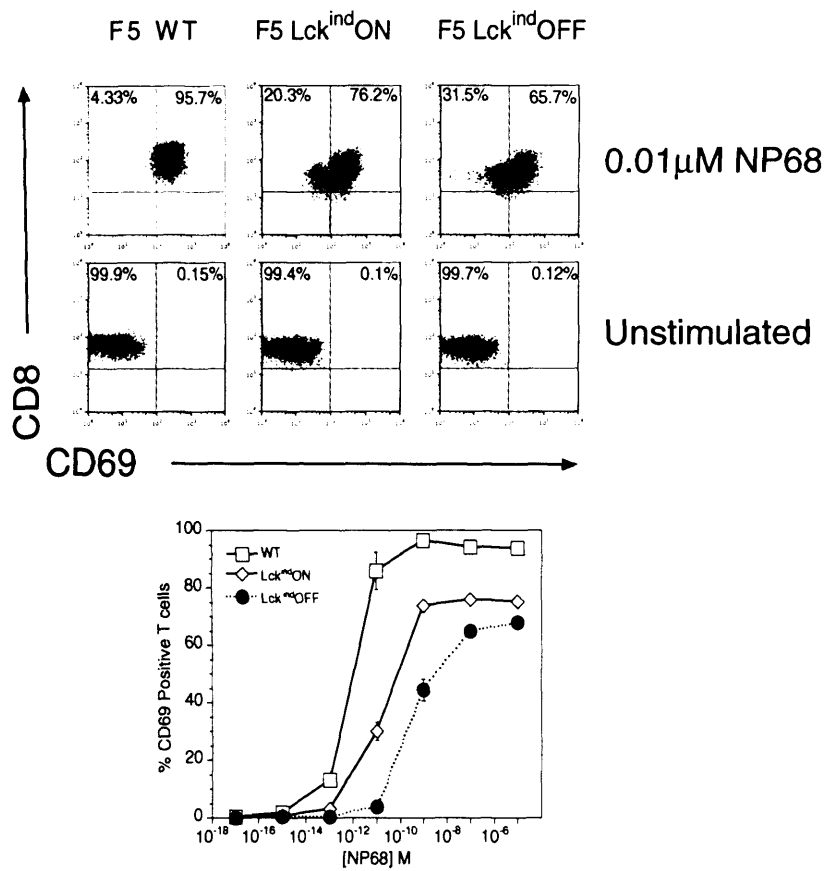 F5 WT F5 Lck^ind ON F5 Lck^ind OFF
4.33% 95.7% 20.3% 76.2% 31.5% 65.7%
0.01µM NP68
99.9% 0.15% 99.4% 0.1% 99.7% 0.12%
Unstimulated
CD8
CD69
100
80
60
40
20
0
WT
Lck^ind ON
Lck^ind OFF
% CD69 Positive T cells
10^-18 10^-16 10^-14 10^-12 10^-10 10^-8 10^-6
[NP68] M